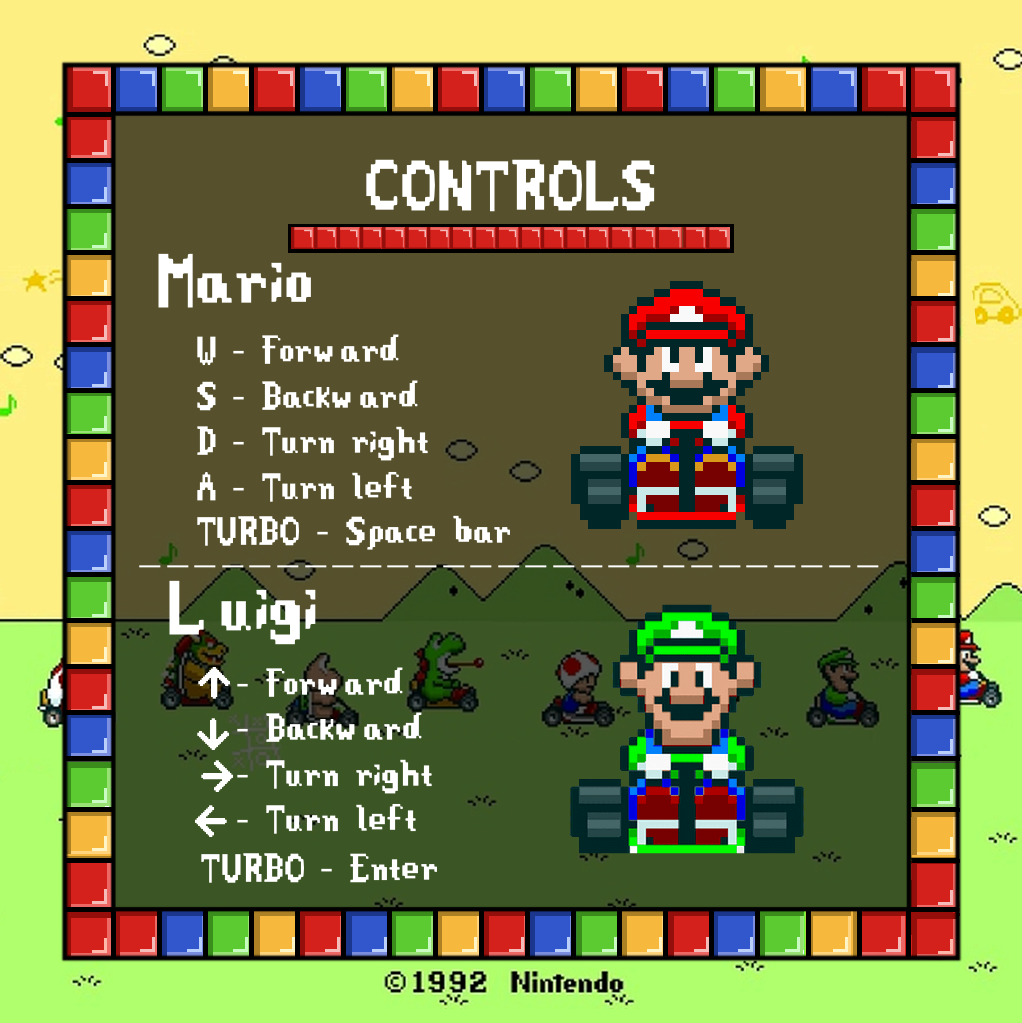 CONTROLS
Mario
W - Forward
S - Backward
D - Turn right
A - Turn left
TURBO - Space bar
Luigi
↑ - Forward
↓ - Backward
→ - Turn right
← - Turn left
TURBO - Enter
©1992 Nintendo